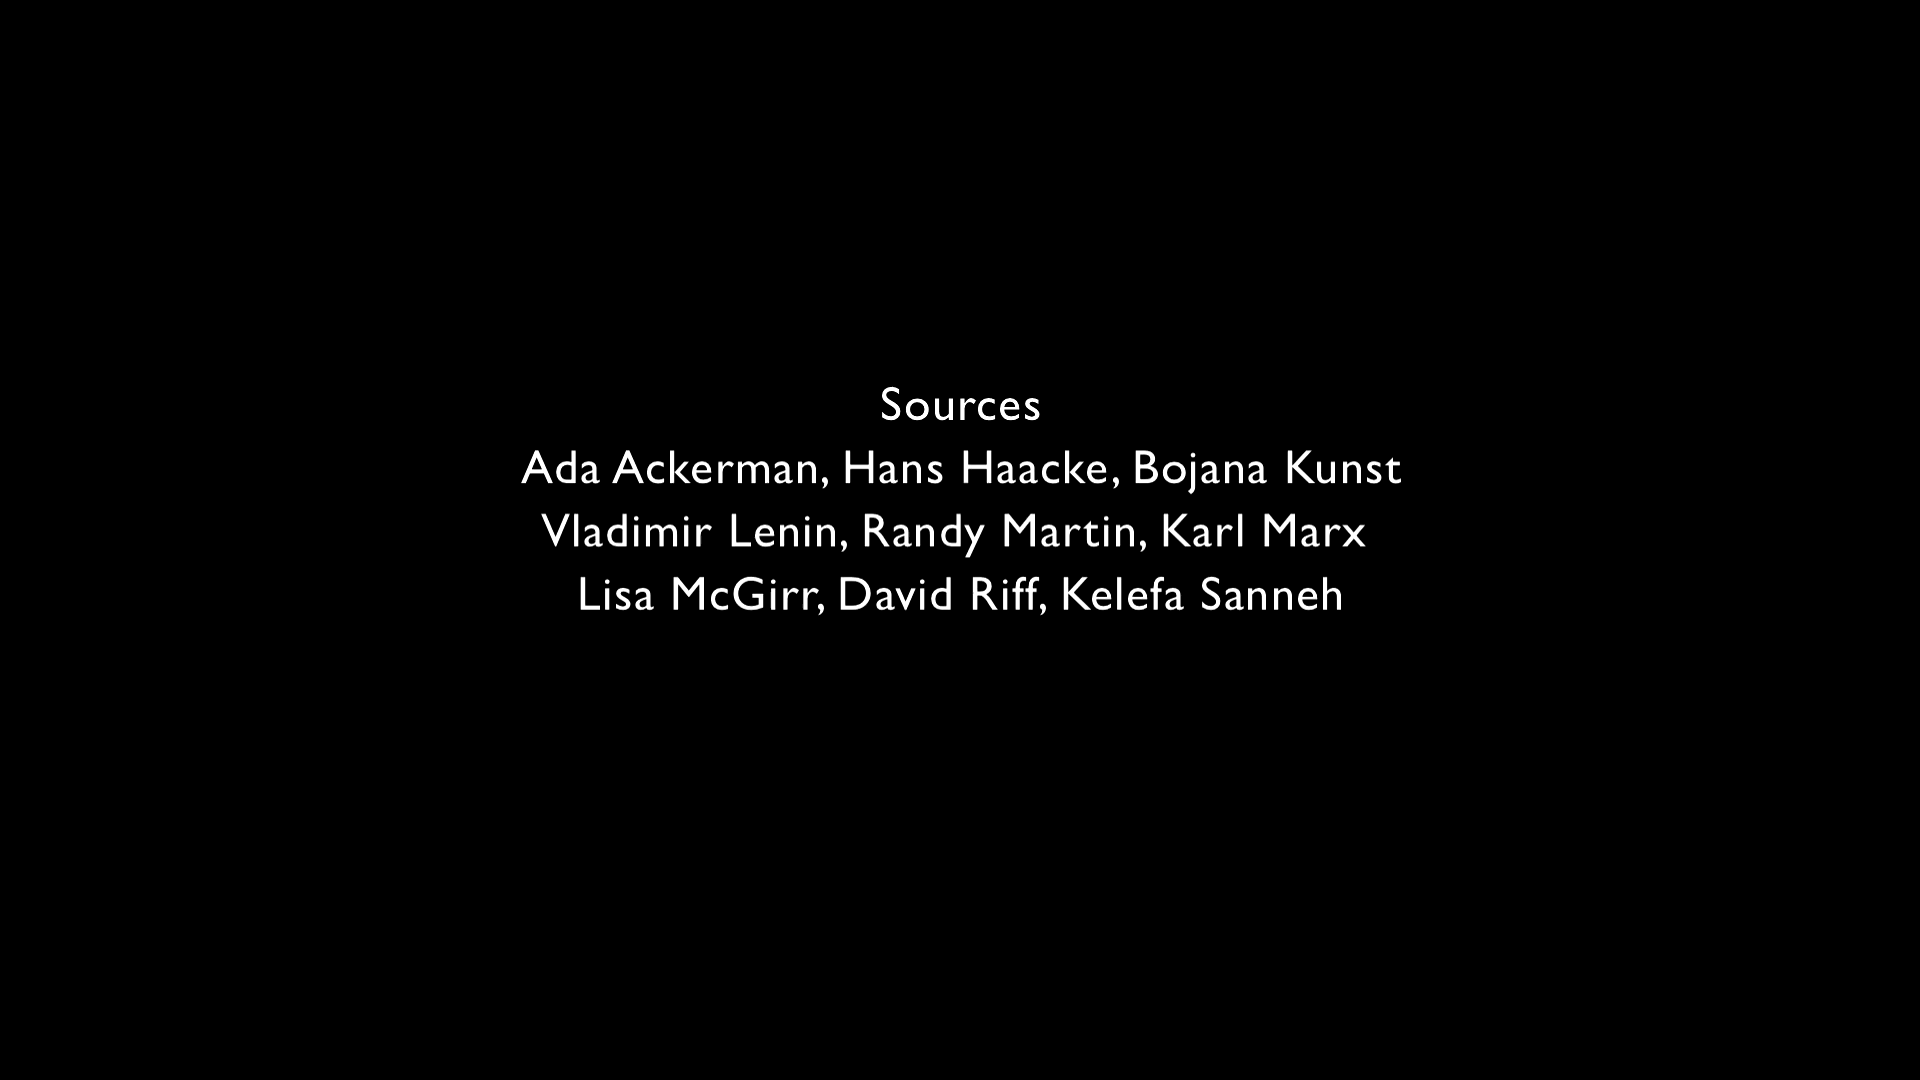 Sources
Ada Ackerman, Hans Haacke, Bojana Kunst
Vladimir Lenin, Randy Martin, Karl Marx
Lisa McGirr, David Riff, Kelefa Sanneh